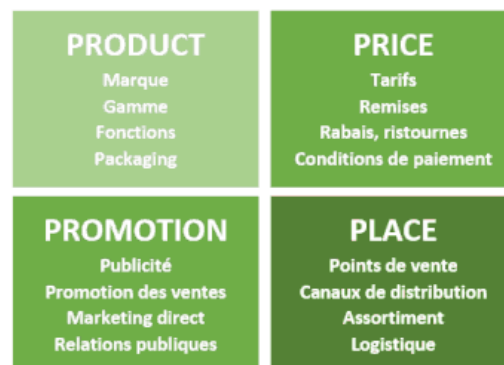 PRODUCT
Marque
Gamme
Fonctions
Packaging
PRICE
Tarifs
Remises
Rabais, ristournes
Conditions de paiement
PROMOTION
Publicité
Promotion des ventes
Marketing direct
Relations publiques
PLACE
Points de vente
Canaux de distribution
Assortiment
Logistique